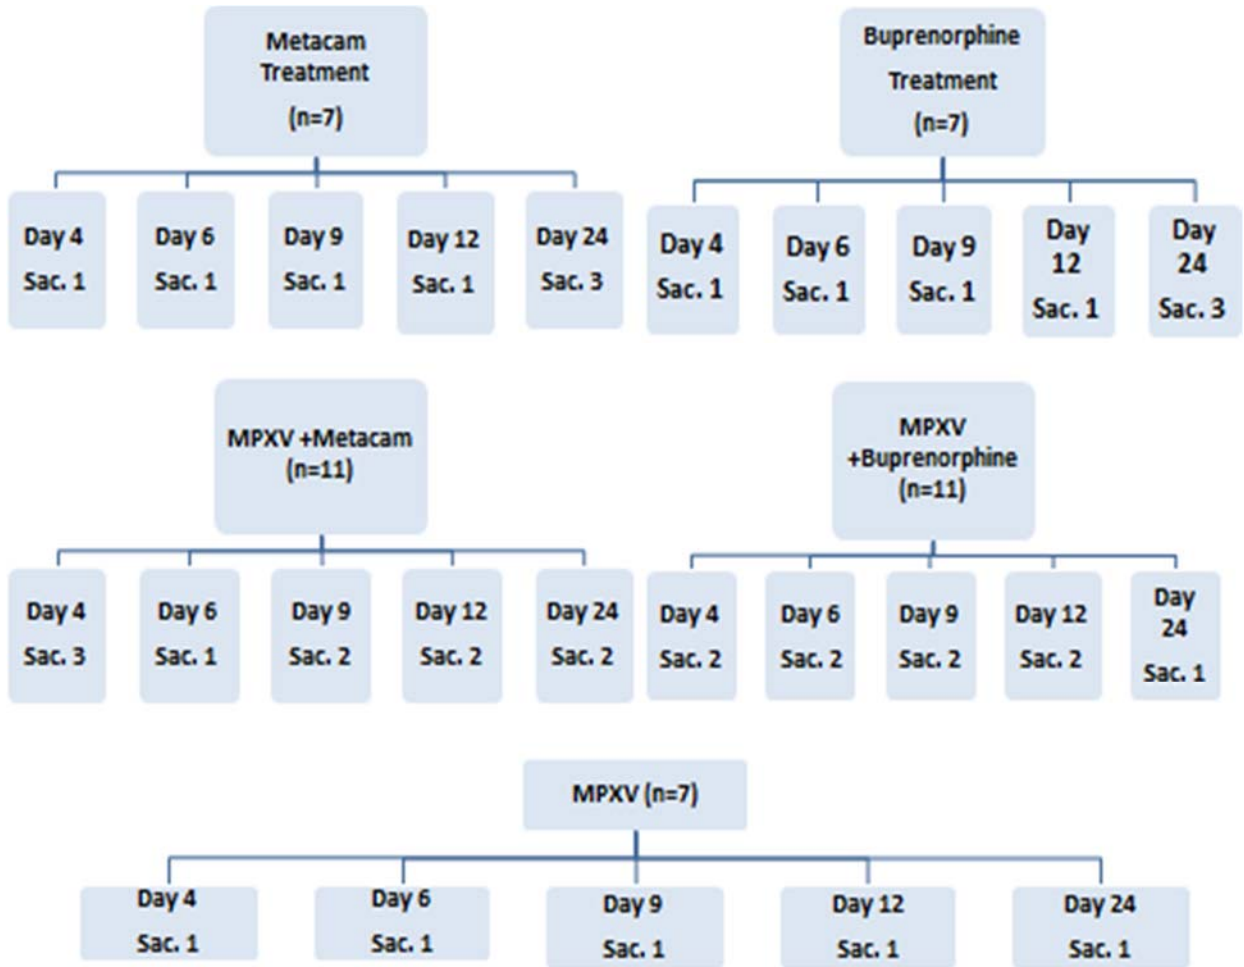 Metacam
Treatment
(n=7)
Day 4
Sac. 1
Day 6
Sac. 1
Day 9
Sac. 1
Day 12
Sac. 1
Day 24
Sac. 3
Buprenorphine
Treatment
(n=7)
Day 4
Sac. 1
Day 6
Sac. 1
Day 9
Sac. 1
Day
12
Sac. 1
Day
24
Sac. 3
MPXV +Metacam
(n=11)
Day 4
Sac. 3
Day 6
Sac. 1
Day 9
Sac. 2
Day 12
Sac. 2
Day 24
Sac. 2
MPXV
+Buprenorphine
(n=11)
Day 4
Sac. 2
Day 6
Sac. 2
Day 9
Sac. 2
Day 12
Sac. 2
Day
24
Sac. 1
MPXV (n=7)
Day 4
Sac. 1
Day 6
Sac. 1
Day 9
Sac. 1
Day 12
Sac. 1
Day 24
Sac. 1